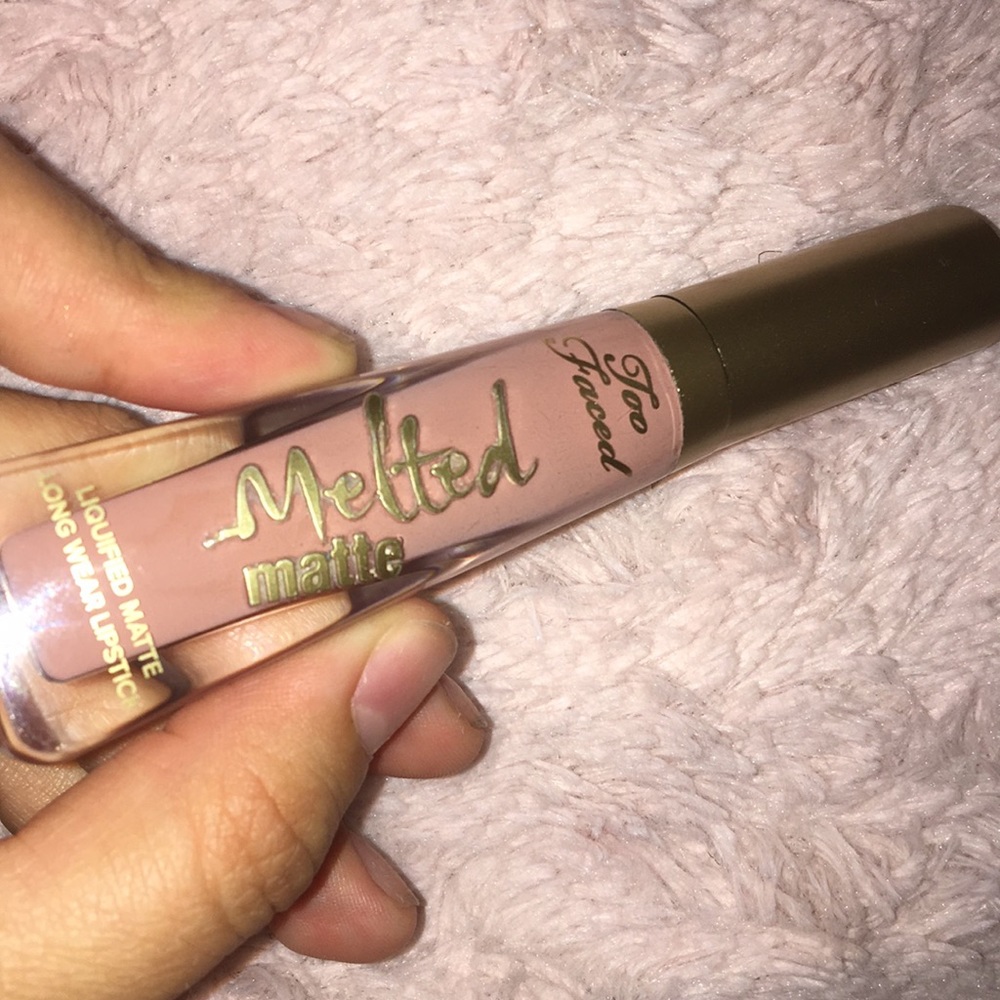 Too
Faced
Melted
matte
LIQUIFIED MATTE
LONG WEAR LIPSTICK